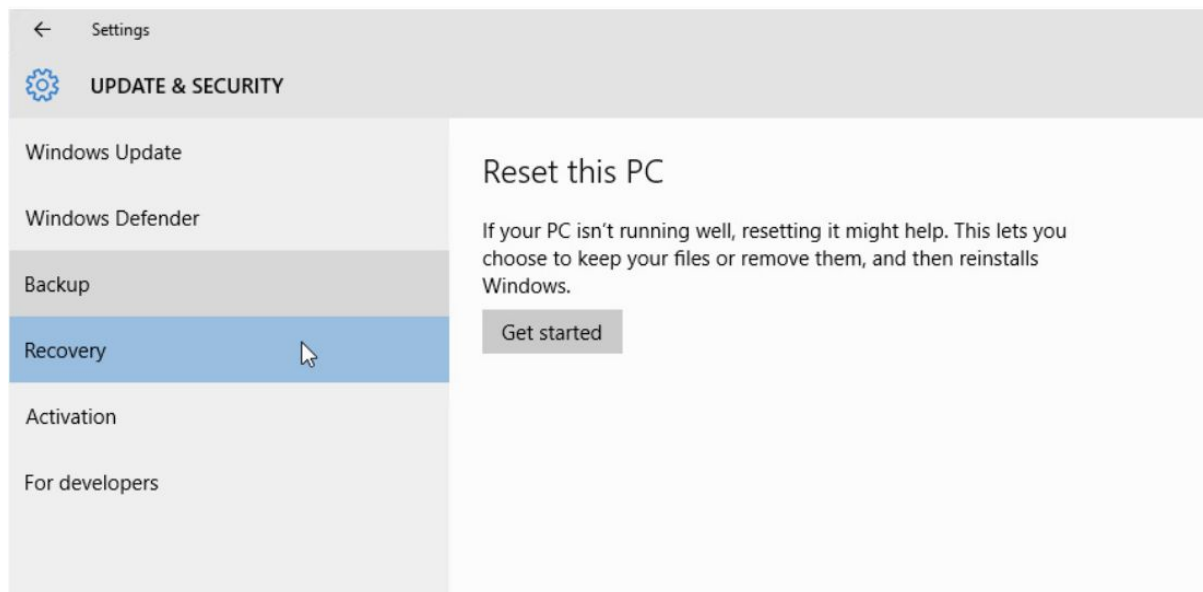 Settings
UPDATE & SECURITY
Windows Update
Windows Defender
Backup
Recovery
Activation
For developers
Reset this PC
If your PC isn't running well, resetting it might help. This lets you
choose to keep your files or remove them, and then reinstalls
Windows.
Get started